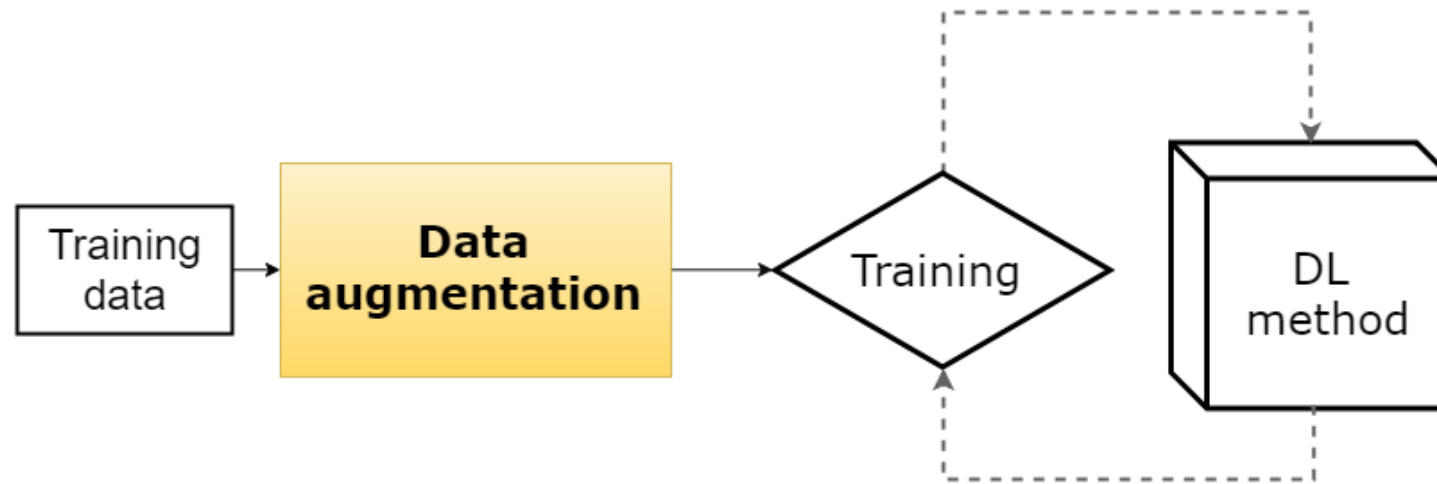 Training
data
Data
augmentation
Training
DL
method